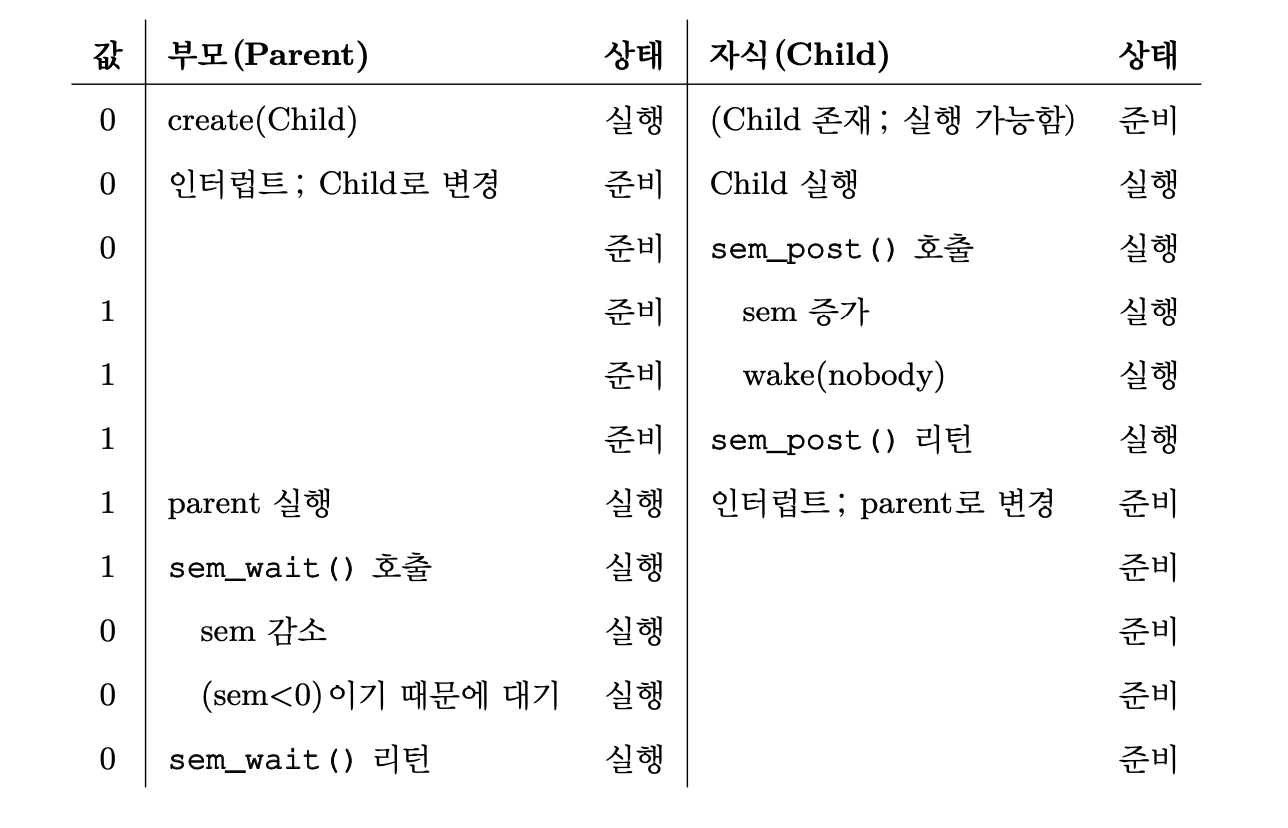 값 부모(Parent) 상태 자식(Child) 상태
0 create(Child) 실행 (Child 존재; 실행 가능함) 준비
0 인터럽트; Child로 변경 준비 Child 실행 실행
0 준비 sem_post() 호출 실행
1 준비 sem 증가 실행
1 준비 wake(nobody) 실행
1 준비 sem_post() 리턴 실행
1 parent 실행 실행 인터럽트; parent로 변경 준비
1 sem_wait() 호출 실행 준비
0 sem 감소 실행 준비
0 (sem<0)이기 때문에 대기 실행 준비
0 sem_wait() 리턴 실행 준비